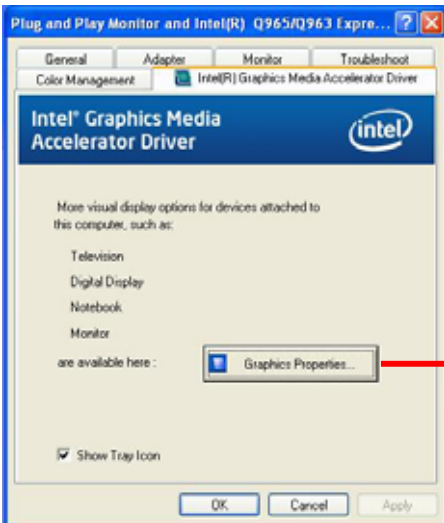 Plug and Play Monitor and Intel(R) Q965/Q963 Expre...
General Adapter Monitor Troubleshoot
Color Management Intel(R) Graphics Media Accelerator Driver
Intel® Graphics Media
Accelerator Driver
intel
More visual display options for devices attached to
this computer, such as:
Television
Digital Display
Notebook
Monitor
are available here :
Graphics Properties...
Show Tray Icon
OK Cancel Apply